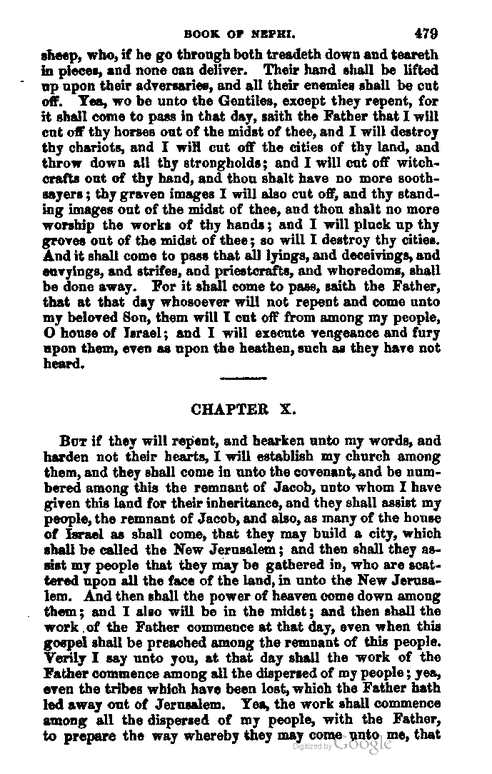 BOOK OF NEPHI. 479
sheep, who, if he go through both treadeth down and teareth
in pieces, and none can deliver. Their hand shall be lifted
up upon their adversaries, and all their enemies shall be cut
off. Yea, wo be unto the Gentiles, except they repent, for
it shall come to pass in that day, saith the Father that I will
cut off thy horses out of the midst of thee, and I will destroy
thy chariots, and I will cut off the cities of thy land, and
throw down all thy strongholds; and I will cut off witch-
crafts out of thy hand, and thou shalt have no more sooth-
sayers; thy graven images I will also cut off, and thy stand-
ing images out of the midst of thee, and thou shalt no more
worship the works of thy hands; and I will pluck up thy
groves out of the midst of thee; so will I destroy thy cities.
And it shall come to pass that all lyings, and deceivings, and
envyings, and strifes, and priestcrafts, and whoredoms, shall
be done away. For it shall come to pass, saith the Father,
that at that day whosoever will not repent and come unto
my beloved Son, them will I cut off from among my people,
O house of Israel; and I will execute vengeance and fury
upon them, even as upon the heathen, such as they have not
heard.
CHAPTER X.
But if they will repent, and hearken unto my words, and
harden not their hearts, I will establish my church among
them, and they shall come in unto the covenant, and be num-
bered among this the remnant of Jacob, unto whom I have
given this land for their inheritance, and they shall assist my
people, the remnant of Jacob, and also, as many of the house
of Israel as shall come, that they may build a city, which
shall be called the New Jerusalem; and then shall they as-
sist my people that they may be gathered in, who are scat-
tered upon all the face of the land, in unto the New Jerusa-
lem. And then shall the power of heaven come down among
them; and I also will be in the midst; and then shall the
work of the Father commence at that day, even when this
gospel shall be preached among the remnant of this people.
Verily I say unto you, at that day shall the work of the
Father commence among all the dispersed of my people; yea,
even the tribes which have been lost, which the Father hath
led away out of Jerusalem. Yea, the work shall commence
among all the dispersed of my people, with the Father,
to prepare the way whereby they may come unto me, that
Digitized by Google